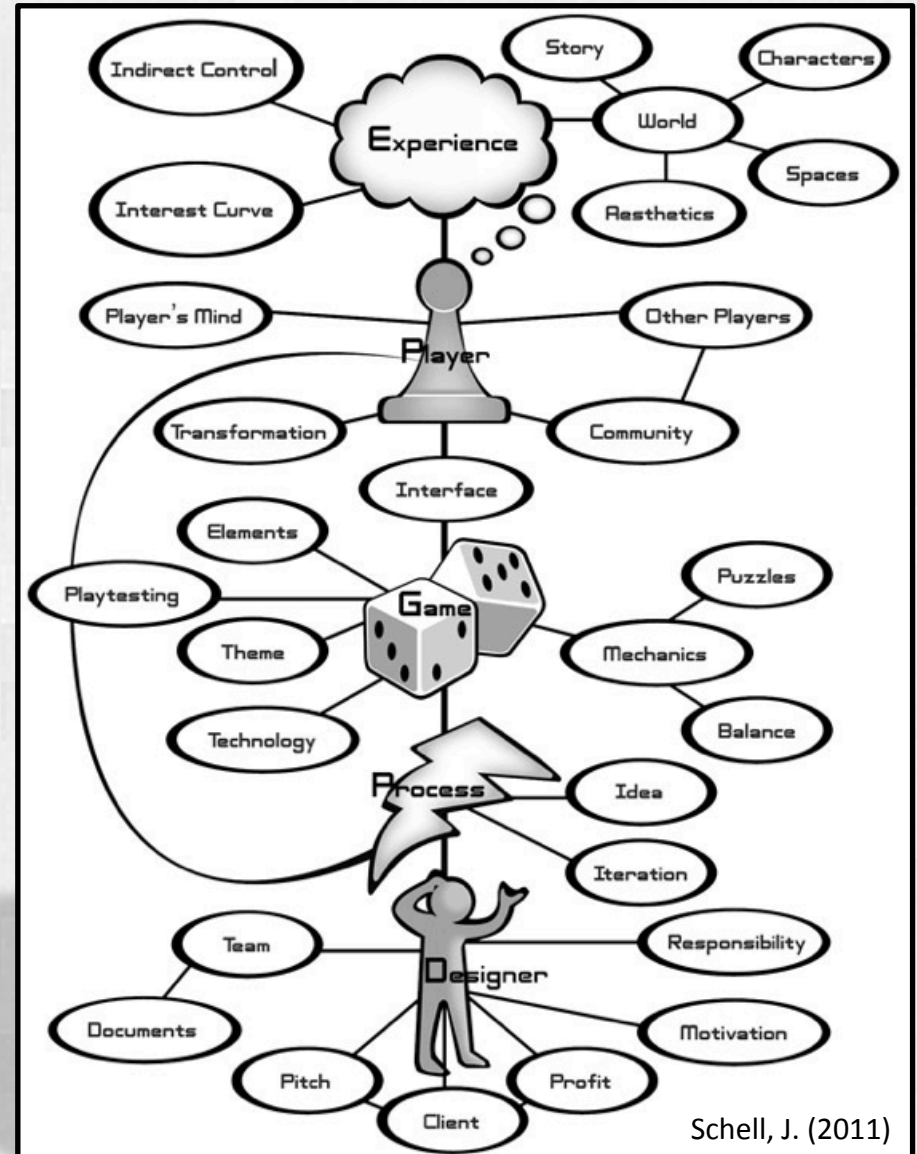 Story
Indirect Control
Characters
Experience
World
Spaces
Interest Curve
Aesthetics
Player's Mind
Other Players
Player
Transformation
Community
Interface
Elements
Puzzles
Playtesting
Game
Theme
Mechanics
Technology
Balance
Process
Idea
Iteration
Team
Responsibility
Designer
Documents
Motivation
Pitch
Profit
Client
Schell, J. (2011)